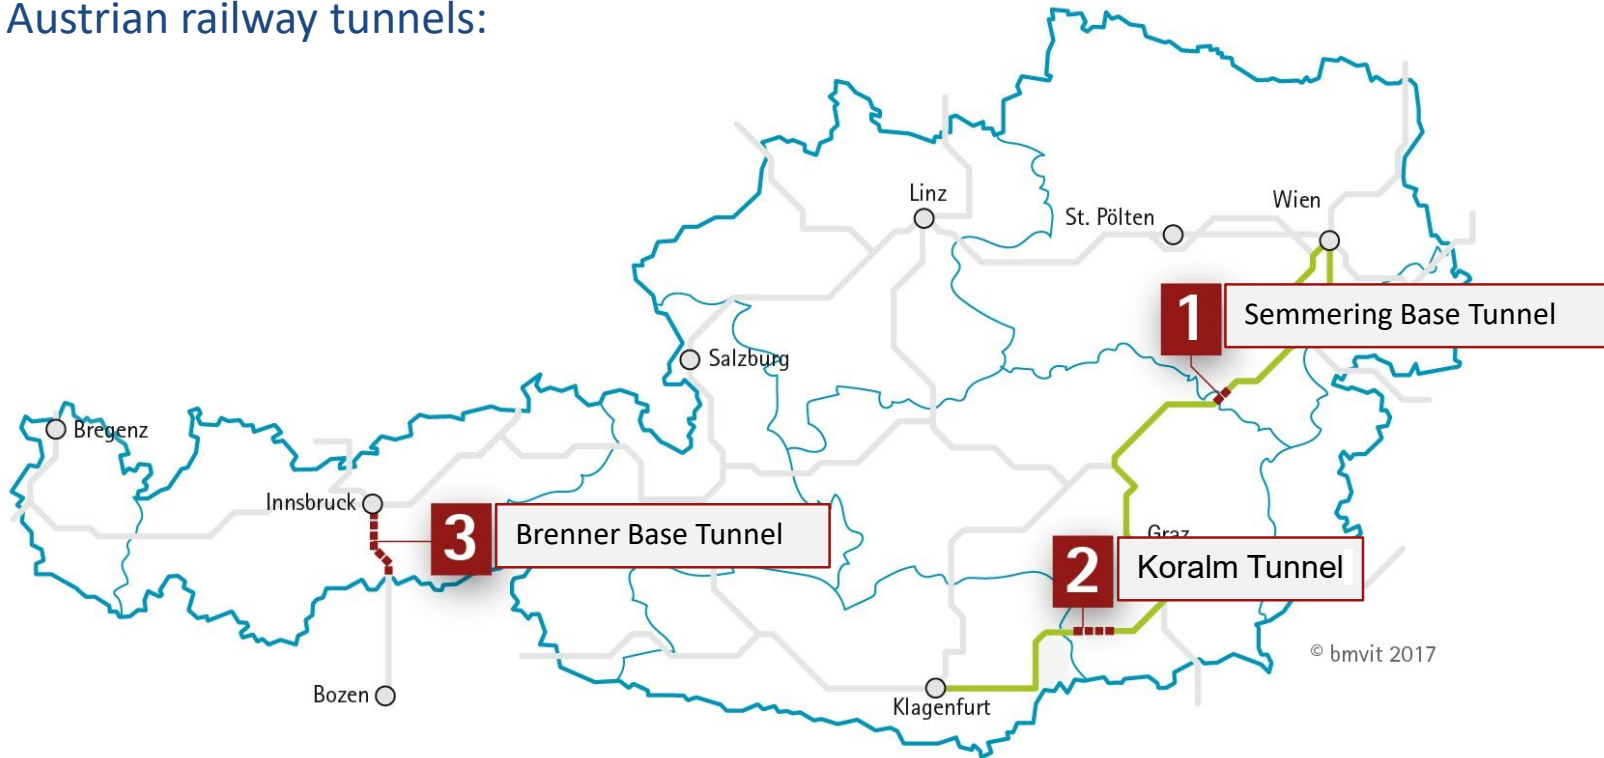 Austrian railway tunnels:
Linz
St. Pölten
Wien
1
Semmering Base Tunnel
Salzburg
Bregenz
Innsbruck
3
Brenner Base Tunnel
Graz
2
Koralm Tunnel
© bmvit 2017
Bozen
Klagenfurt